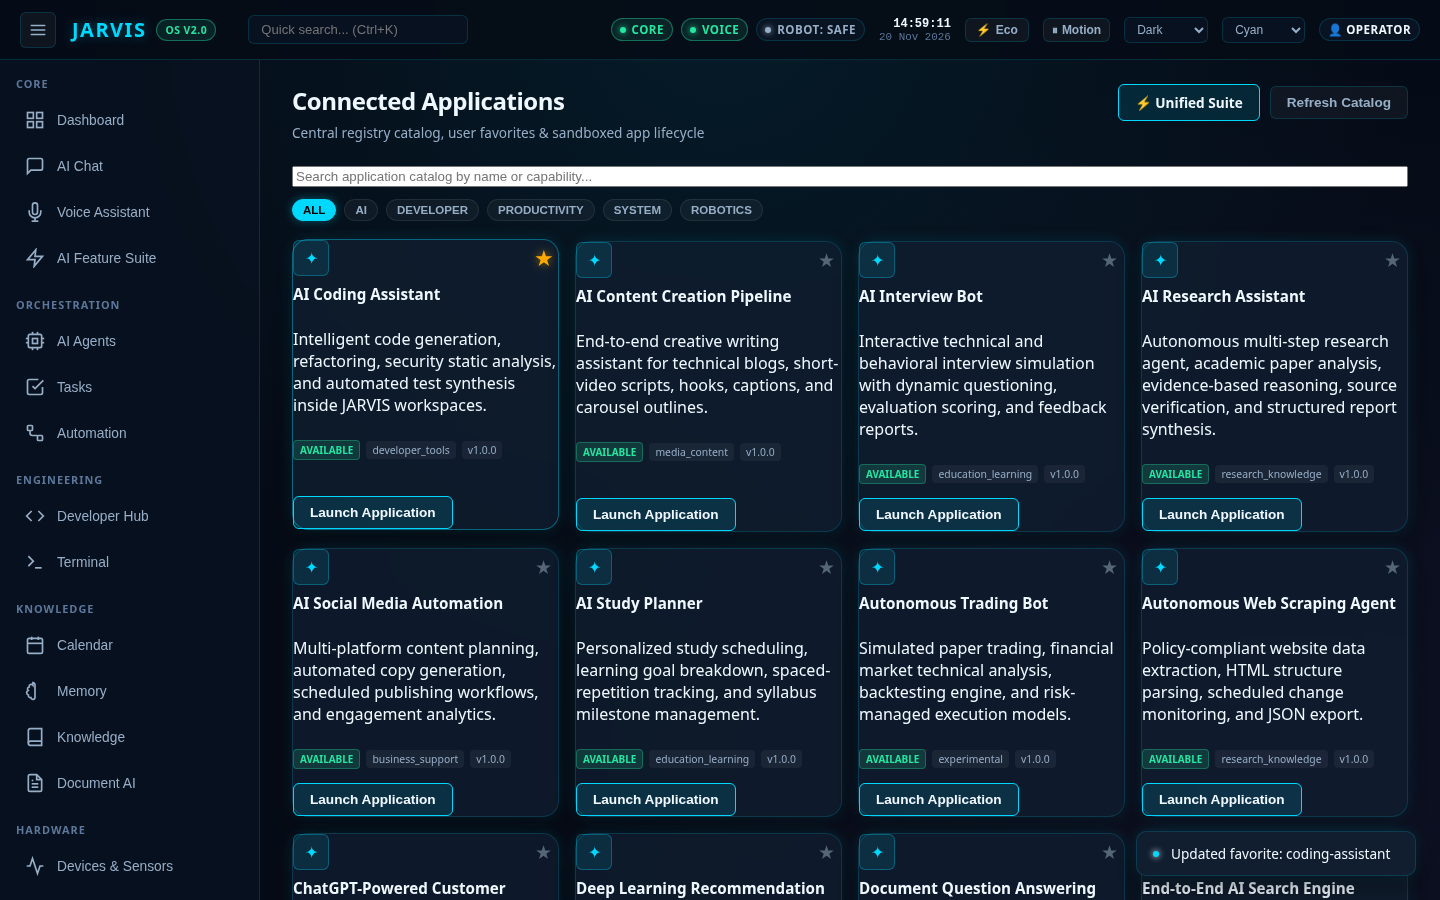 JARVIS
OS V2.0
Quick search... (Ctrl+K)
CORE
VOICE
ROBOT: SAFE
14:59:11
20 Nov 2026
⚡ Eco
Motion
Dark
Cyan
👤 OPERATOR
CORE
Dashboard
AI Chat
Voice Assistant
AI Feature Suite
ORCHESTRATION
AI Agents
Tasks
Automation
ENGINEERING
Developer Hub
Terminal
KNOWLEDGE
Calendar
Memory
Knowledge
Document AI
HARDWARE
Devices & Sensors
Connected Applications
Central registry catalog, user favorites & sandboxed app lifecycle
⚡ Unified Suite
Refresh Catalog
Search application catalog by name or capability...
ALL
AI
DEVELOPER
PRODUCTIVITY
SYSTEM
ROBOTICS
AI Coding Assistant
Intelligent code generation,
refactoring, security static analysis,
and automated test synthesis
inside JARVIS workspaces.
AVAILABLE
developer_tools
v1.0.0
Launch Application
AI Content Creation Pipeline
End-to-end creative writing
assistant for technical blogs, short-
video scripts, hooks, captions, and
carousel outlines.
AVAILABLE
media_content
v1.0.0
Launch Application
AI Interview Bot
Interactive technical and
behavioral interview simulation
with dynamic questioning,
evaluation scoring, and feedback
reports.
AVAILABLE
education_learning
v1.0.0
Launch Application
AI Research Assistant
Autonomous multi-step research
agent, academic paper analysis,
evidence-based reasoning, source
verification, and structured report
synthesis.
AVAILABLE
research_knowledge
v1.0.0
Launch Application
AI Social Media Automation
Multi-platform content planning,
automated copy generation,
scheduled publishing workflows,
and engagement analytics.
AVAILABLE
business_support
v1.0.0
Launch Application
AI Study Planner
Personalized study scheduling,
learning goal breakdown, spaced-
repetition tracking, and syllabus
milestone management.
AVAILABLE
education_learning
v1.0.0
Launch Application
Autonomous Trading Bot
Simulated paper trading, financial
market technical analysis,
backtesting engine, and risk-
managed execution models.
AVAILABLE
experimental
v1.0.0
Launch Application
Autonomous Web Scraping Agent
Policy-compliant website data
extraction, HTML structure
parsing, scheduled change
monitoring, and JSON export.
AVAILABLE
research_knowledge
v1.0.0
Launch Application
ChatGPT-Powered Customer
Deep Learning Recommendation
Document Question Answering
End-to-End AI Search Engine
Updated favorite: coding-assistant